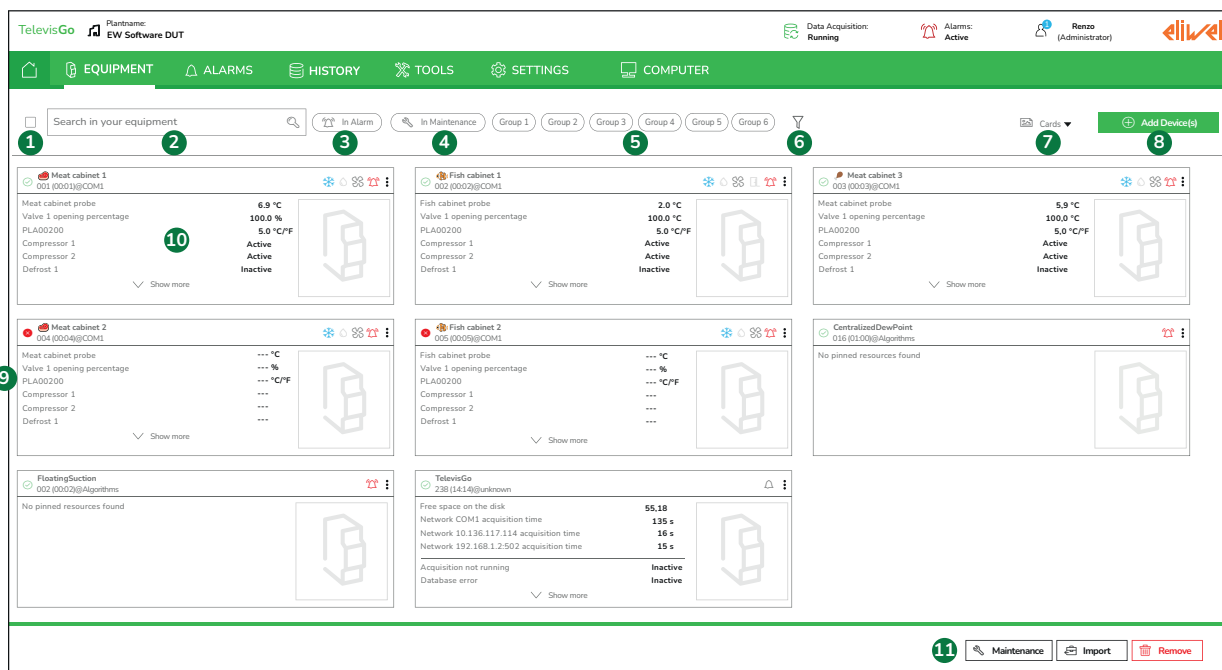 TelevisGo
Plantname:
EW Software DUT
Data Acquisition:
Running
Alarms:
Active
1
Renzo
(Administrator)
eliwel
EQUIPMENT
ALARMS
HISTORY
TOOLS
SETTINGS
COMPUTER
Search in your equipment
In Alarm
In Maintenance
Group 1
Group 2
Group 3
Group 4
Group 5
Group 6
Cards
Add Device(s)
1
2
3
4
5
6
7
8
Meat cabinet 1
001 (00:01)@COM1
Meat cabinet probe 6.9 °C
Valve 1 opening percentage 100.0 %
PLA00200 5.0 °C/°F
Compressor 1 Active
Compressor 2 Active
Defrost 1 Inactive
Show more
10
Fish cabinet 1
002 (00:02)@COM1
Fish cabinet probe 2.0 °C
Valve 1 opening percentage 100.0 °C
PLA00200 5.0 °C/°F
Compressor 1 Active
Compressor 2 Active
Defrost 1 Inactive
Show more
Meat cabinet 3
003 (00:03)@COM1
Meat cabinet probe 5,9 °C
Valve 1 opening percentage 100,0 °C
PLA00200 5,0 °C/°F
Compressor 1 Active
Compressor 2 Active
Defrost 1 Inactive
Show more
9
Meat cabinet 2
004 (00:04)@COM1
Meat cabinet probe --- °C
Valve 1 opening percentage --- %
PLA00200 --- °C/°F
Compressor 1 ---
Compressor 2 ---
Defrost 1 ---
Show more
Fish cabinet 2
005 (00:05)@COM1
Fish cabinet probe --- °C
Valve 1 opening percentage --- %
PLA00200 --- °C/°F
Compressor 1 ---
Compressor 2 ---
Defrost 1 ---
Show more
CentralizedDewPoint
016 (01:00)@Algorithms
No pinned resources found
FloatingSuction
002 (00:02)@Algorithms
No pinned resources found
TelevisGo
238 (14:14)@unknown
Free space on the disk 55,18
Network COM1 acquisition time 135 s
Network 10.136.117.114 acquisition time 16 s
Network 192.168.1.2:502 acquisition time 15 s
Acquisition not running Inactive
Database error Inactive
Show more
11
Maintenance
Import
Remove